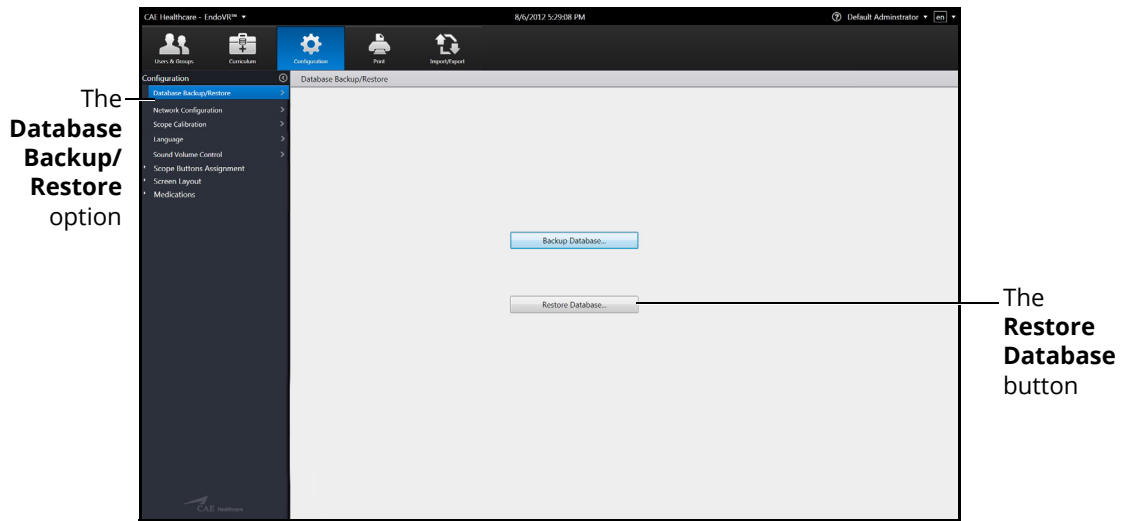 CAE Healthcare - EndoVR™
8/6/2012 5:29:08 PM
Default Adminstrator
en
Users & Groups
Curriculum
Configuration
Print
Import/Export
Configuration
Database Backup/Restore
Database Backup/Restore
Network Configuration
Scope Calibration
Language
Sound Volume Control
Scope Buttons Assignment
Screen Layout
Medications
Backup Database...
Restore Database...
CAE Healthcare
The
Database
Backup/
Restore
option
The
Restore
Database
button